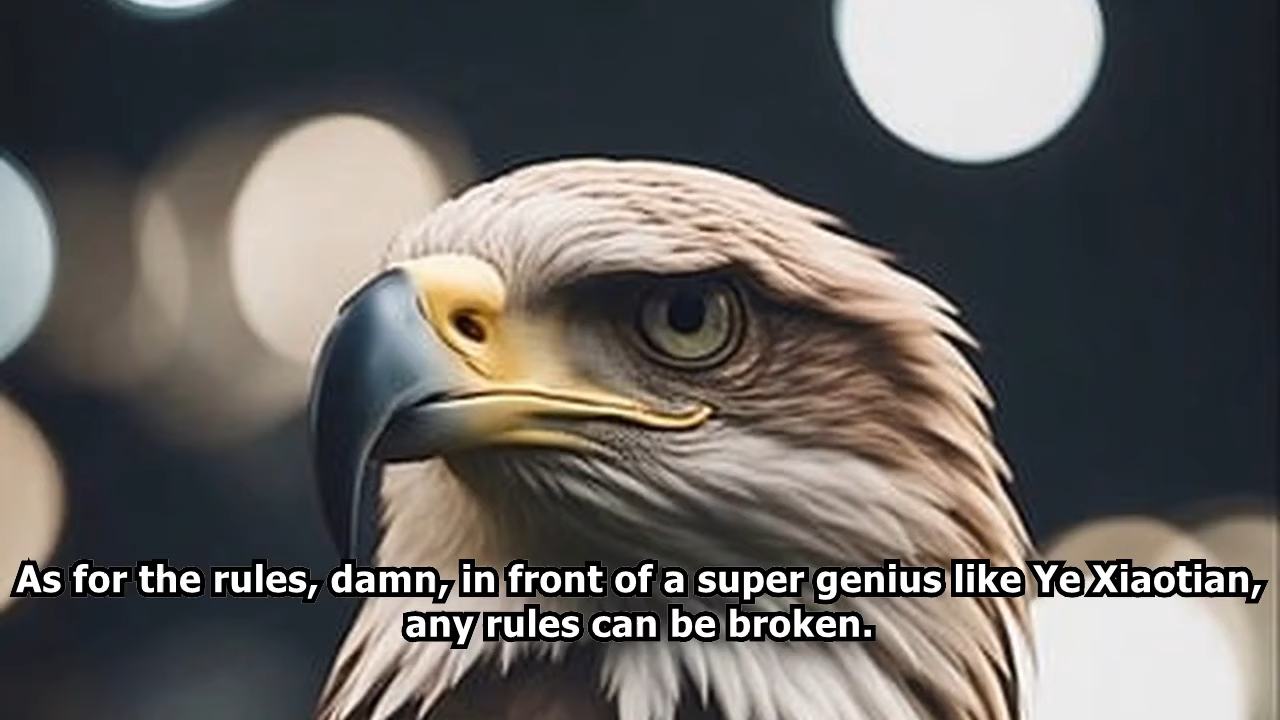 As for the rules, damn, in front of a super genius like Ye Xiaotian,
any rules can be broken.